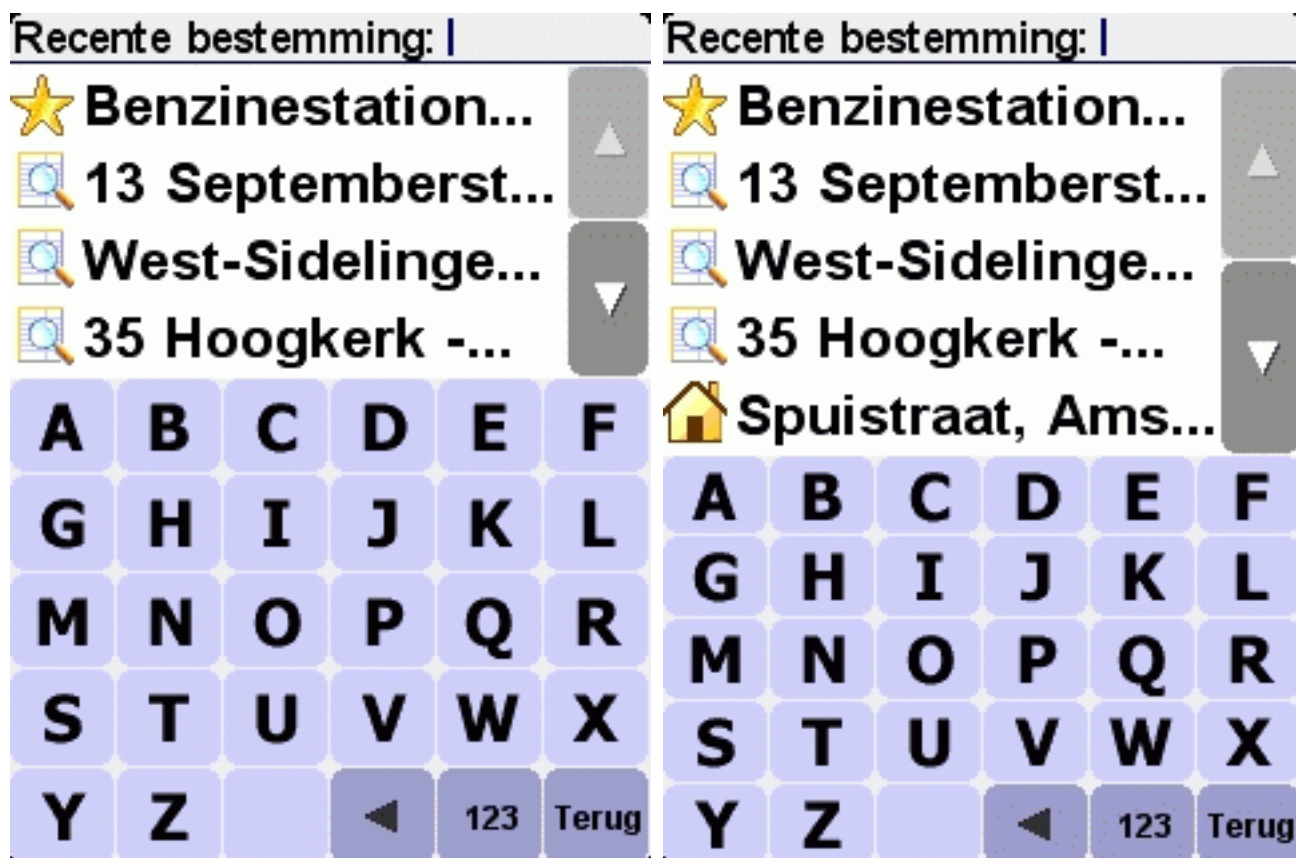 Recente bestemming:
Benzinestation...
13 Septemberst...
West-Sidelinge...
35 Hoogkerk -...
A B C D E F
G H I J K L
M N O P Q R
S T U V W X
Y Z 123 Terug
Recente bestemming:
Benzinestation...
13 Septemberst...
West-Sidelinge...
35 Hoogkerk -...
Spuistraat, Ams...
A B C D E F
G H I J K L
M N O P Q R
S T U V W X
Y Z 123 Terug